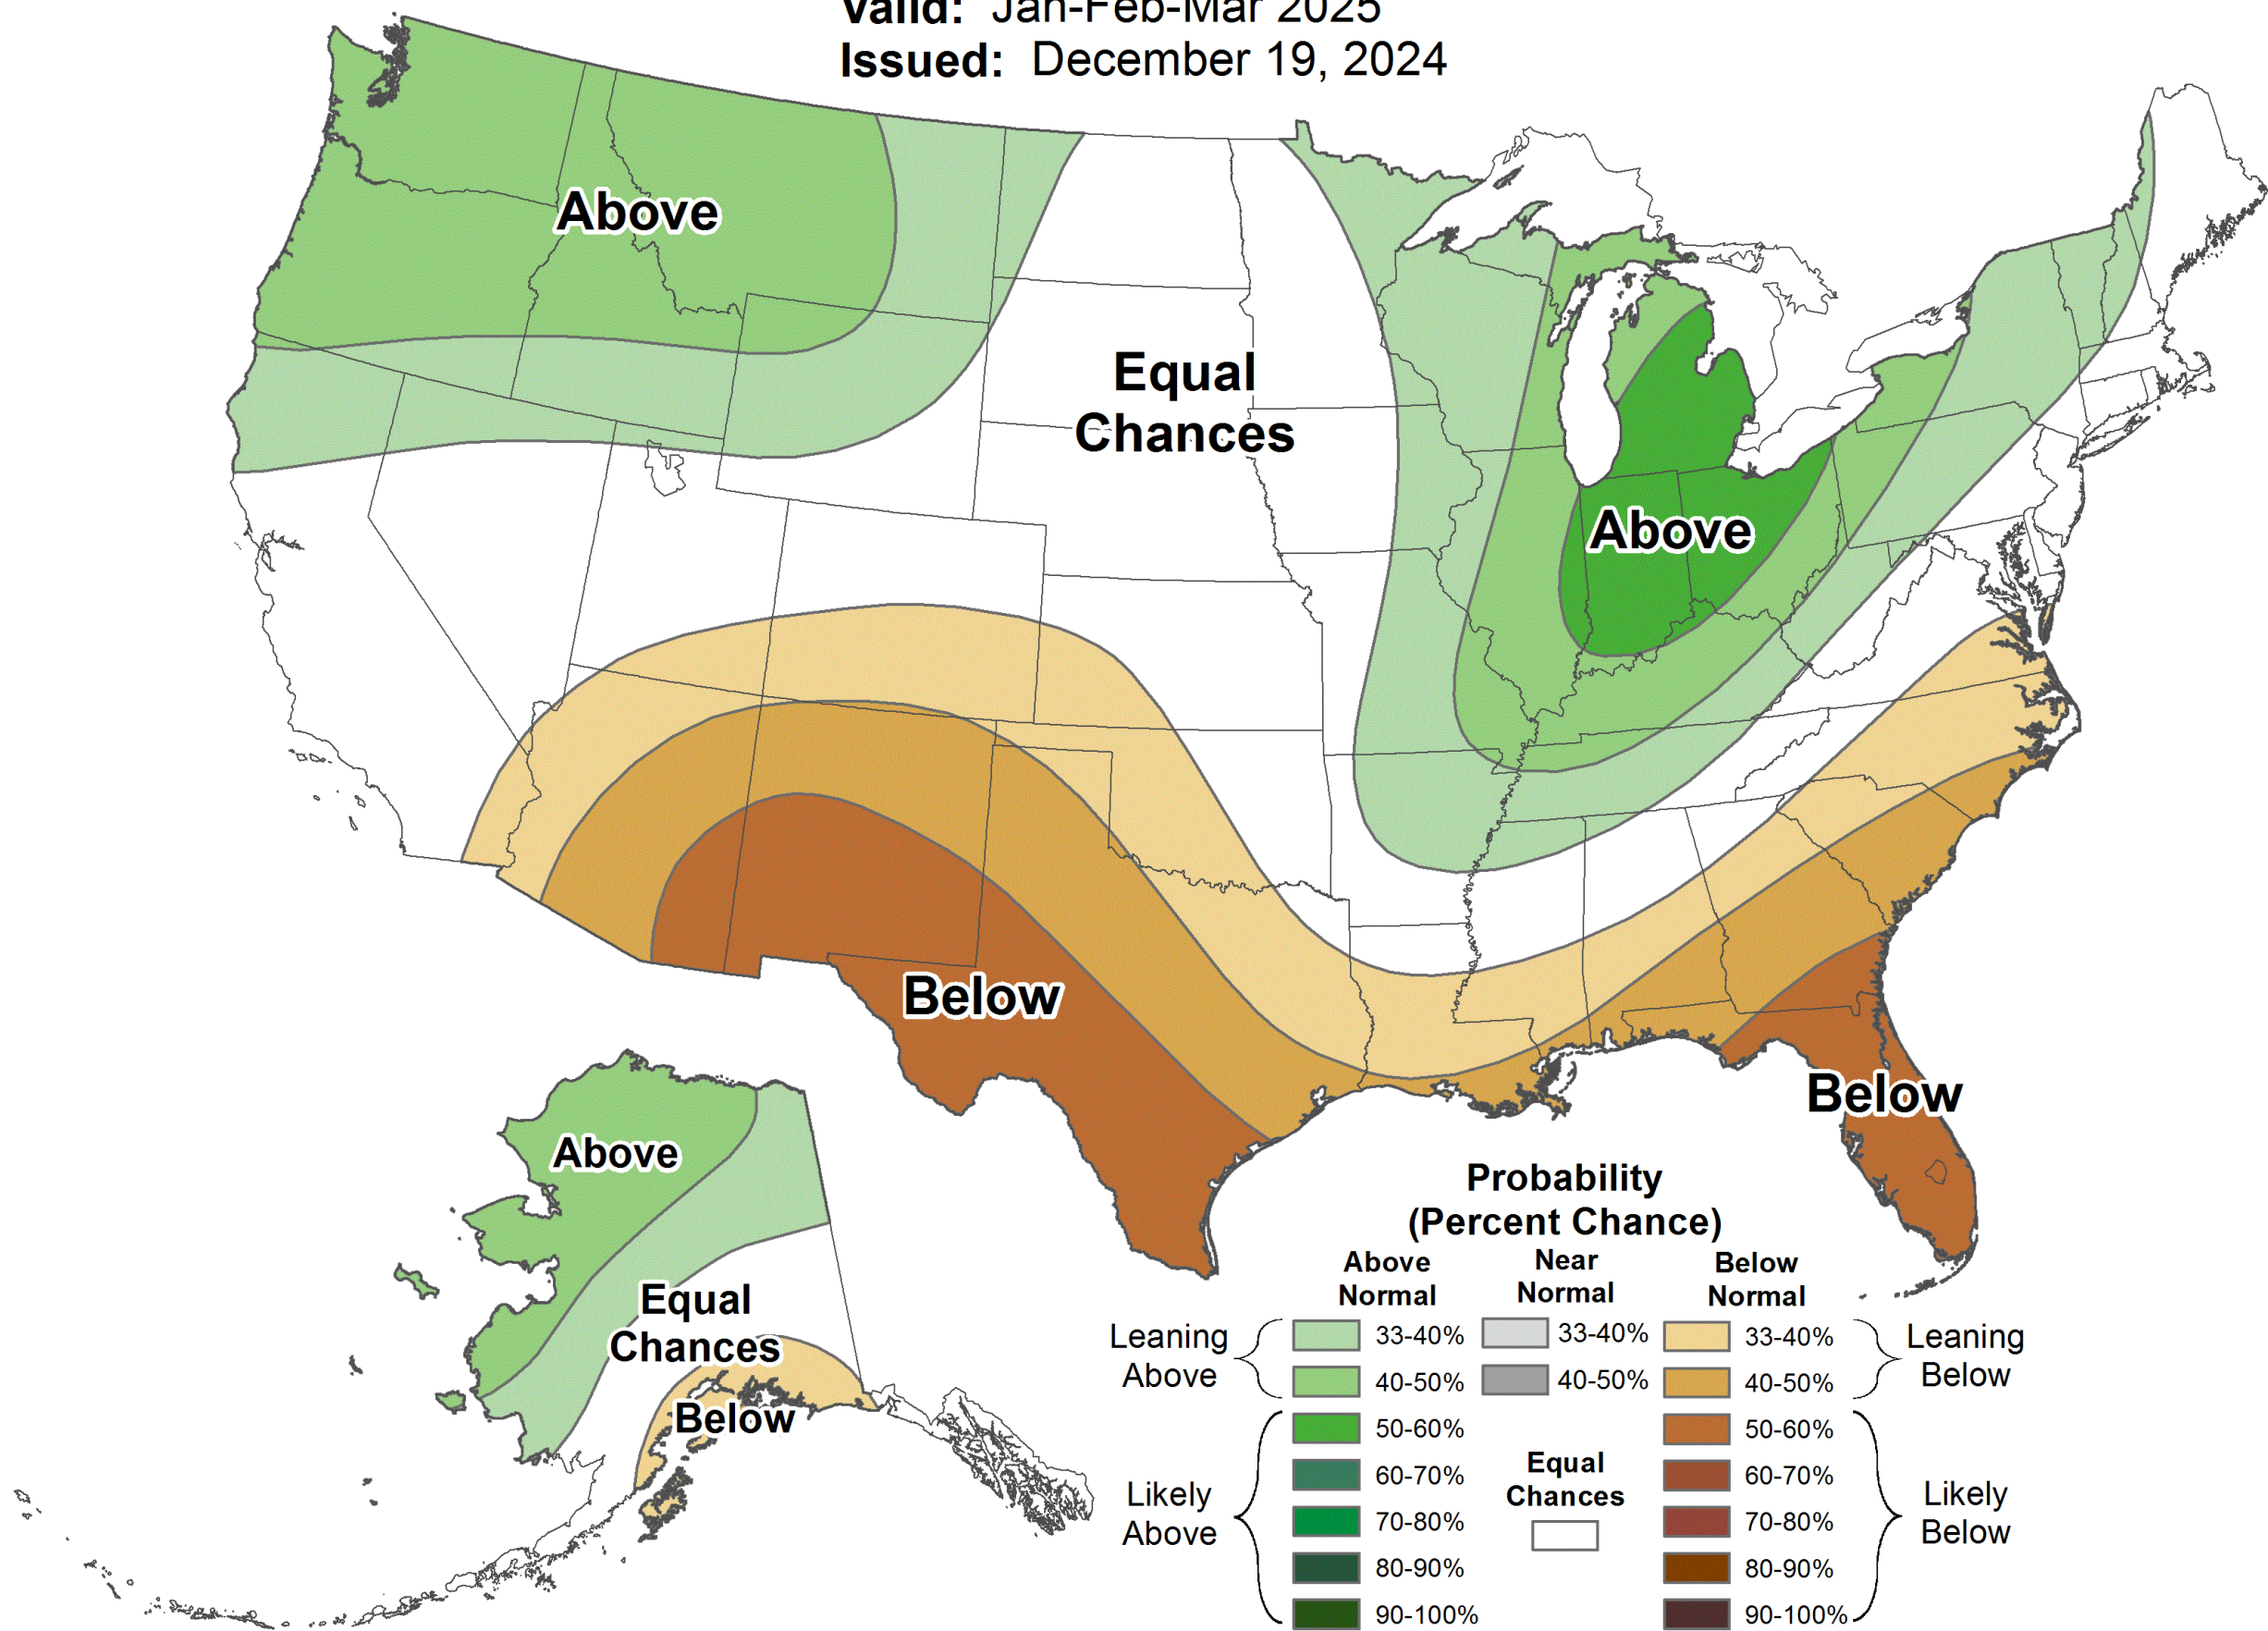 Valid: Jan-Feb-Mar 2025
Issued: December 19, 2024
Above
Equal
Chances
Above
Below
Below
Above
Equal
Chances
Below
Probability
(Percent Chance)
Above
Normal
Near
Normal
Below
Normal
Leaning
Above
33-40%
33-40%
33-40%
Leaning
Below
40-50%
40-50%
40-50%
50-60%
50-60%
Likely
Above
60-70%
Equal
Chances
60-70%
Likely
Below
70-80%
70-80%
80-90%
80-90%
90-100%
90-100%